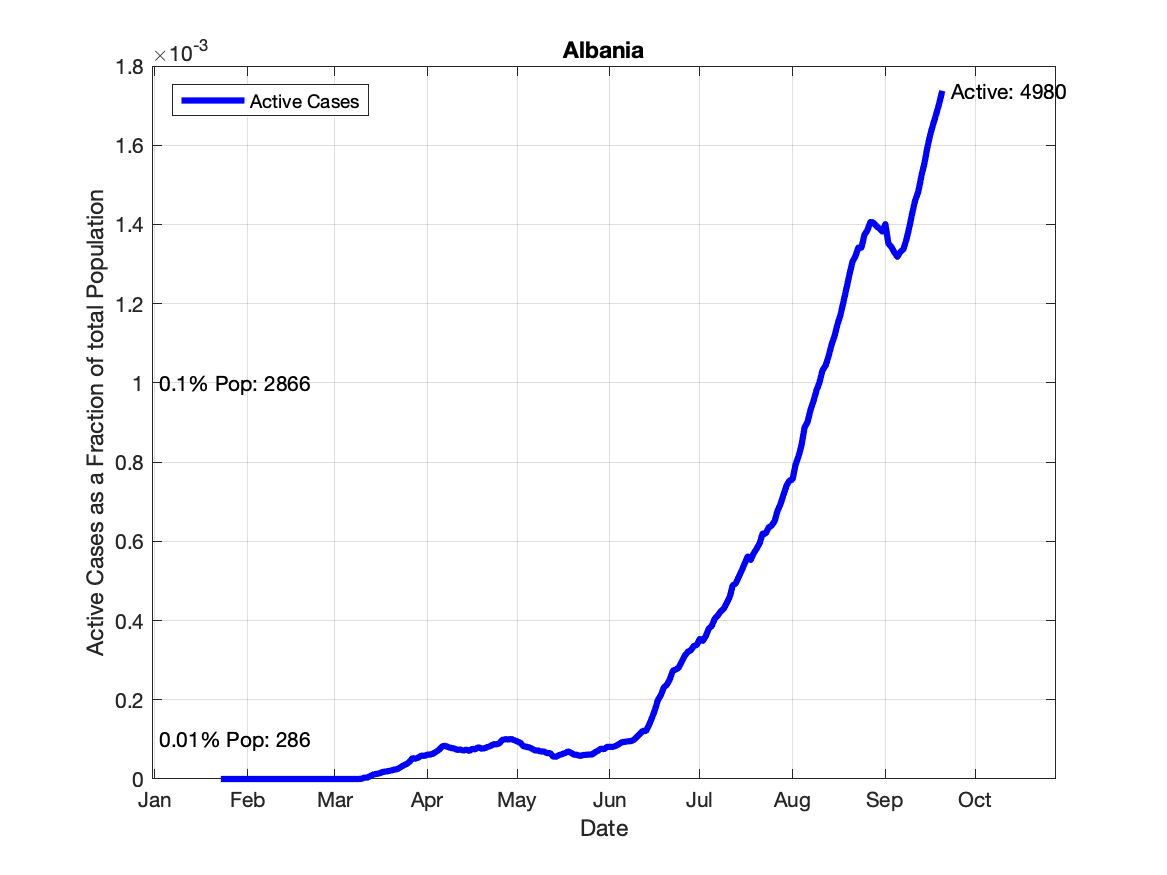 Albania
×10-3
1.8
Active Cases
Active: 4980
1.6
1.4
1.2
1
0.1% Pop: 2866
0.8
0.6
0.4
0.2
0.01% Pop: 286
0
Active Cases as a Fraction of total Population
Jan Feb Mar Apr May Jun Jul Aug Sep Oct
Date